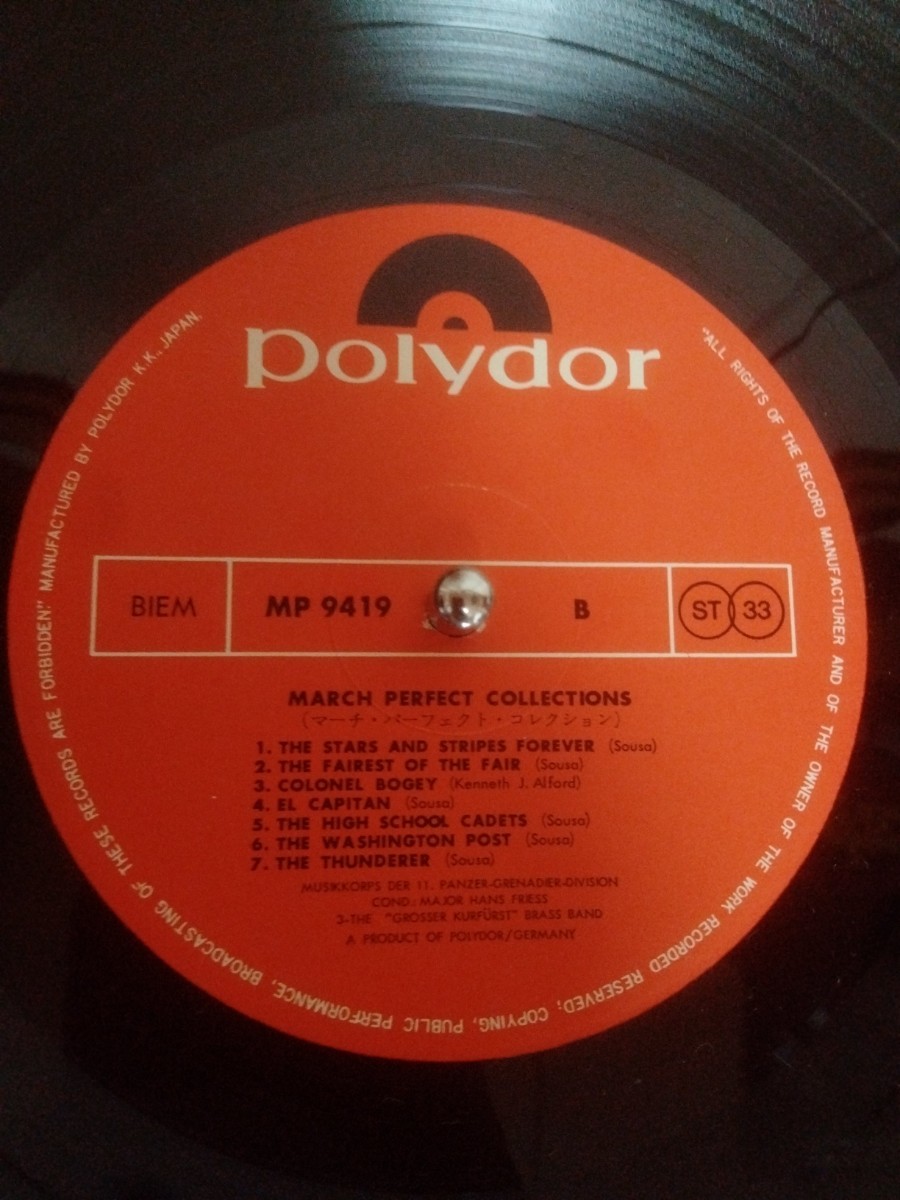 polydor
BIEM
MP 9419
B
ST 33
MARCH PERFECT COLLECTIONS
(マーチ・パーフェクト・コレクション)
1. THE STARS AND STRIPES FOREVER (Sousa)
2. THE FAIREST OF THE FAIR (Sousa)
3. COLONEL BOGEY (Kenneth J. Alford)
4. EL CAPITAN (Sousa)
5. THE HIGH SCHOOL CADETS (Sousa)
6. THE WASHINGTON POST (Sousa)
7. THE THUNDERER (Sousa)
MUSIKKORPS DER 11. PANZER-GRENADIER-DIVISION
COND.: MAJOR HANS FRIESS
3-THE "GROSSER KURFÜRST" BRASS BAND
A PRODUCT OF POLYDOR/GERMANY
"ALL RIGHTS OF THE RECORD MANUFACTURER AND OF THE OWNER OF THE WORK RECORDED RESERVED; COPYING, PUBLIC PERFORMANCE, BROADCASTING OF THESE RECORDS ARE FORBIDDEN!" MANUFACTURED BY POLYDOR K.K., JAPAN.